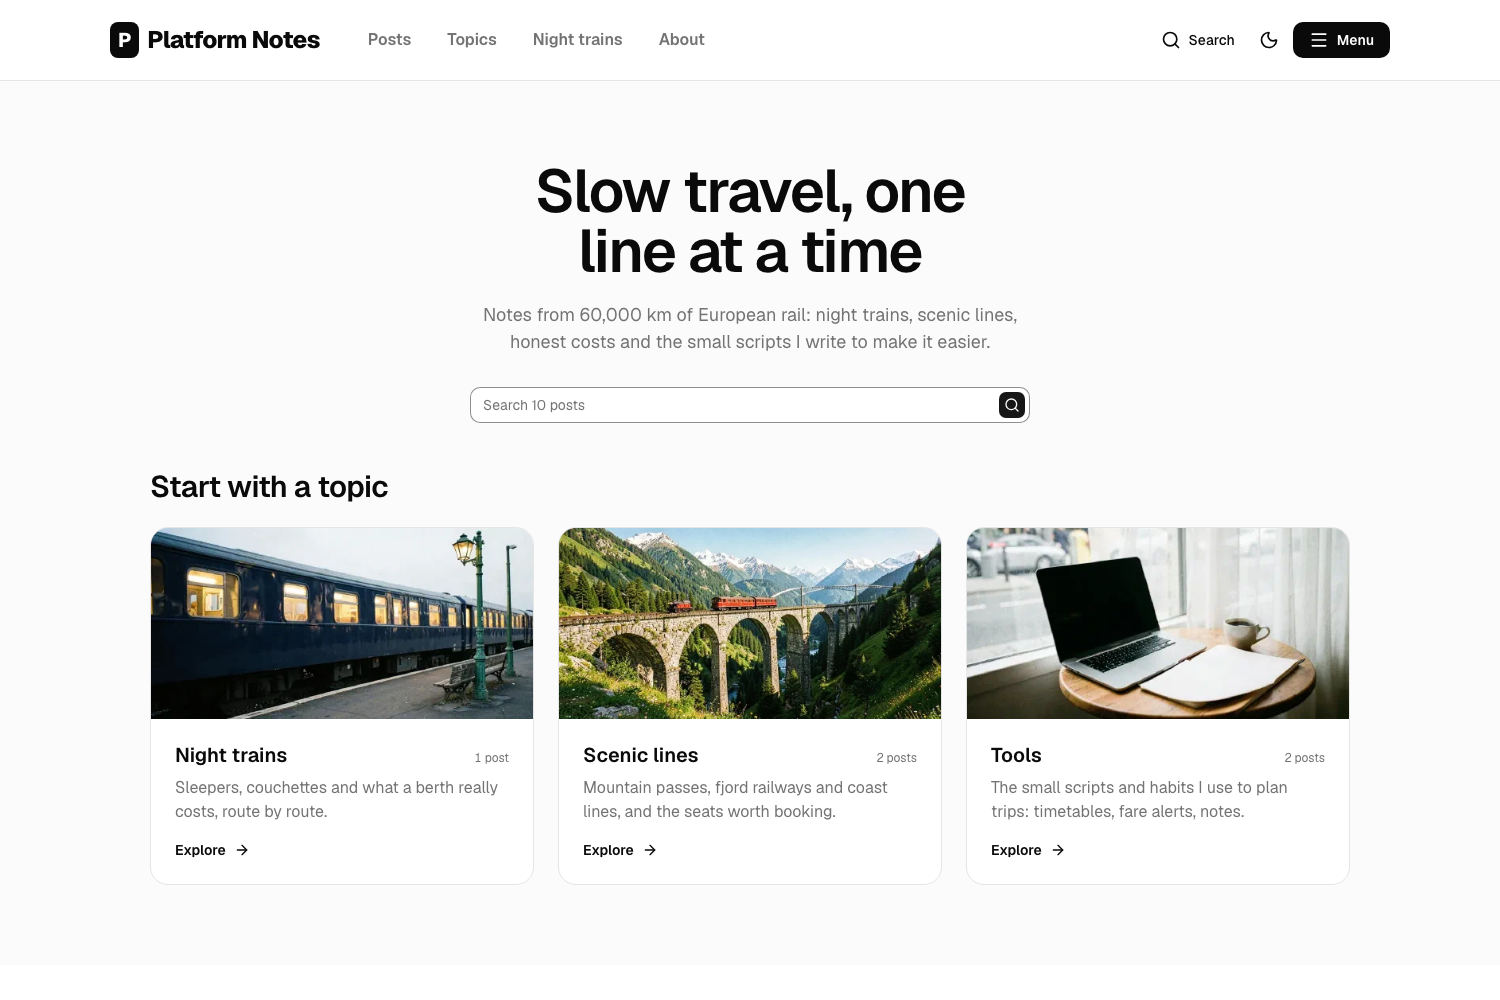 P Platform Notes Posts Topics Night trains About Search Menu
Slow travel, one
line at a time
Notes from 60,000 km of European rail: night trains, scenic lines,
honest costs and the small scripts I write to make it easier.
Search 10 posts
Start with a topic
Night trains 1 post
Sleepers, couchettes and what a berth really
costs, route by route.
Explore
Scenic lines 2 posts
Mountain passes, fjord railways and coast
lines, and the seats worth booking.
Explore
Tools 2 posts
The small scripts and habits I use to plan
trips: timetables, fare alerts, notes.
Explore